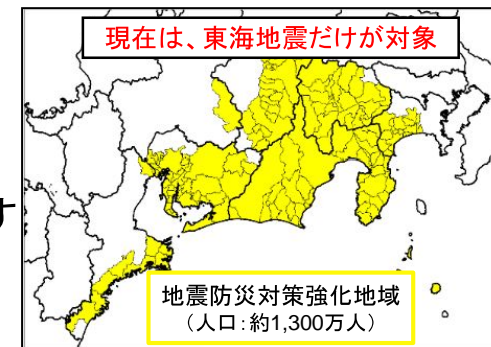 現在は、東海地震だけが対象
ナ
地震防災対策強化地域
（人口：約1,300万人）